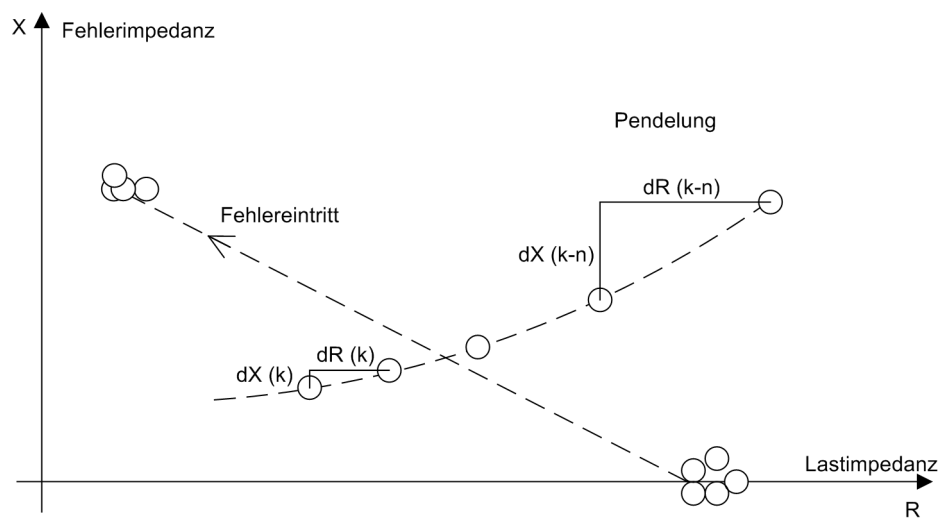 X
Fehlerimpedanz
Pendelung
dR (k-n)
Fehlereintritt
dX (k-n)
dR (k)
dX (k)
Lastimpedanz
R